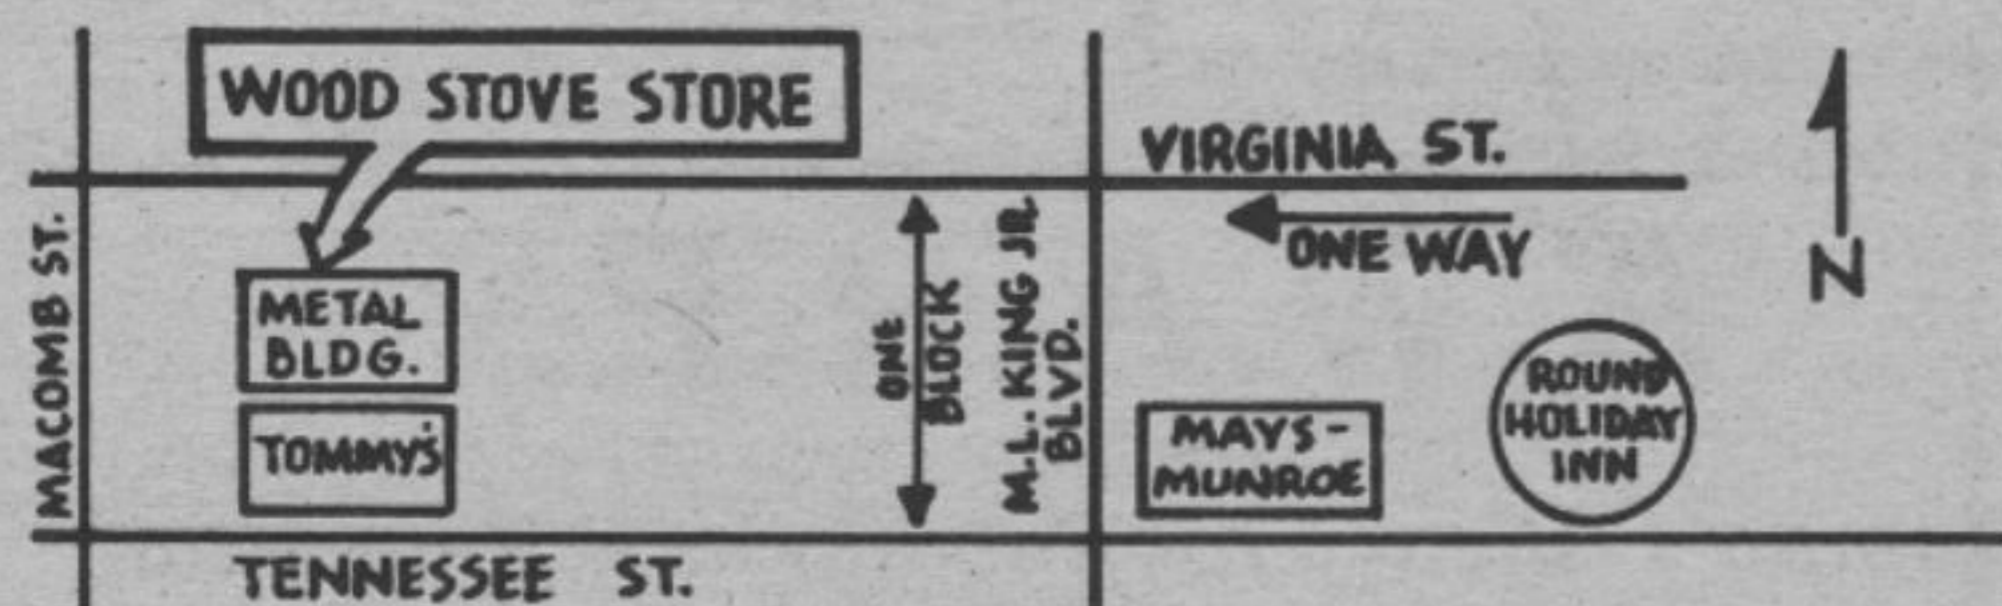 WOOD STOVE STORE
VIRGINIA ST.
ONE WAY
N
MACOMB ST.
METAL
BLDG.
TOMMY'S
ONE
BLOCK
M.L. KING JR.
BLVD.
MAYS-
MUNROE
ROUND
HOLIDAY
INN
TENNESSEE ST.